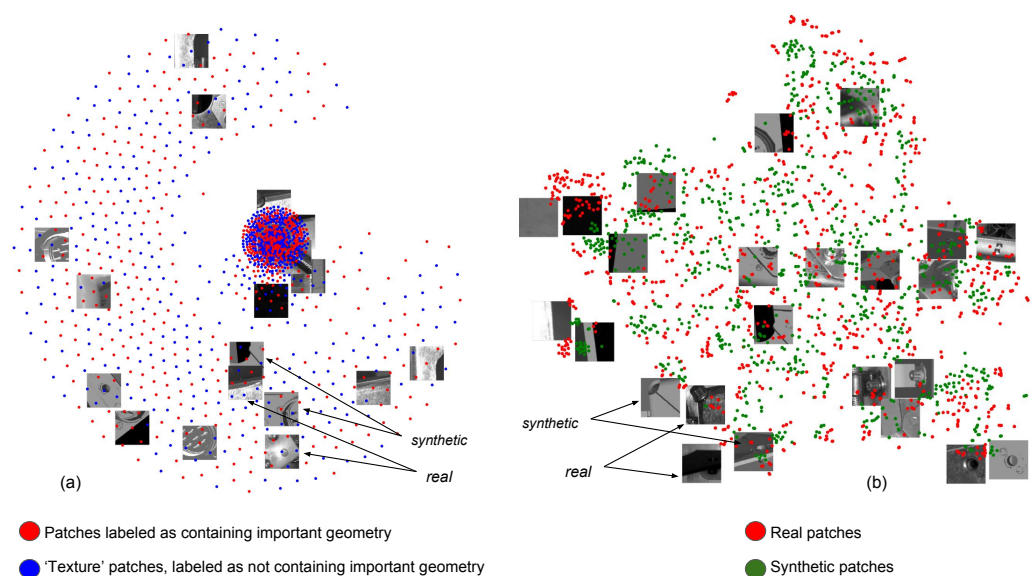 synthetic
real
(a)
synthetic
real
(b)
Patches labeled as containing important geometry
'Texture' patches, labeled as not containing important geometry
Real patches
Synthetic patches